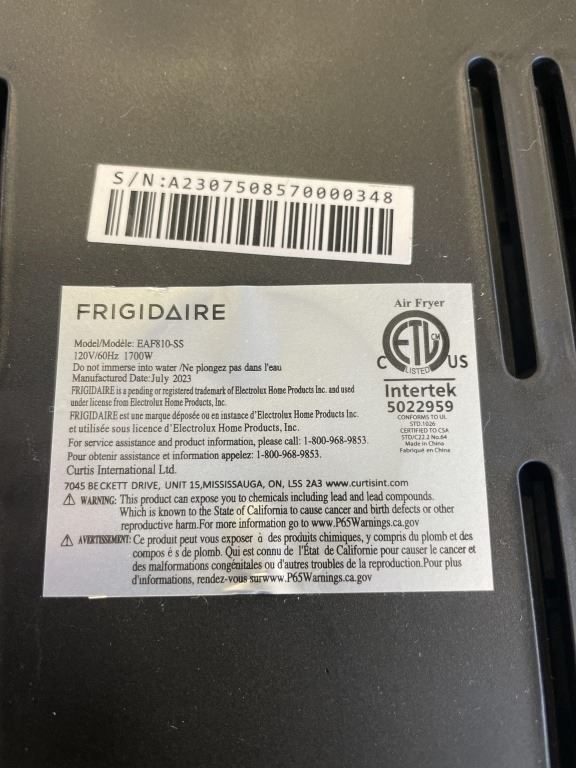 S/N:A2307508570000348
FRIGIDAIRE
Model/Modèle: EAF810-SS
120V/60Hz 1700W
Do not immerse into water /Ne plongez pas dans l'eau
Manufactured Date:July 2023
FRIGIDAIRE is a pending or registered trademark of Electrolux Home Products Inc. and used
under license from Electrolux Home Products, Inc.
FRIGIDAIRE est une marque déposée ou en instance d'Electrolux Home Products Inc.
et utilisée sous licence d'Electrolux Home Products, Inc.
For service assistance and product information, please call: 1-800-968-9853.
Pour obtenir assistance et information appelez: 1-800-968-9853.
Curtis International Ltd.
7045 BECKETT DRIVE, UNIT 15,MISSISSAUGA, ON, L5S 2A3 www.curtisint.com
Air Fryer
ETL CM
C US
LISTED
Intertek
5022959
CONFORMS TO UL
STD.1026
CERTIFIED TO CSA
STD/C22.2 No.64
Made in China
Fabriqué en China
WARNING: This product can expose you to chemicals including lead and lead compounds.
Which is known to the State of California to cause cancer and birth defects or other
reproductive harm.For more information go to www.P65Warnings.ca.gov
AVERTISSEMENT: Ce produit peut vous exposer à des produits chimiques, y compris du plomb et des
compos é s de plomb. Qui est connu de l'État de Californie pour causer le cancer et
des malformations congénitales ou d'autres troubles de la reproduction.Pour plus
d'informations, rendez-vous surwww.P65Warnings.ca.gov